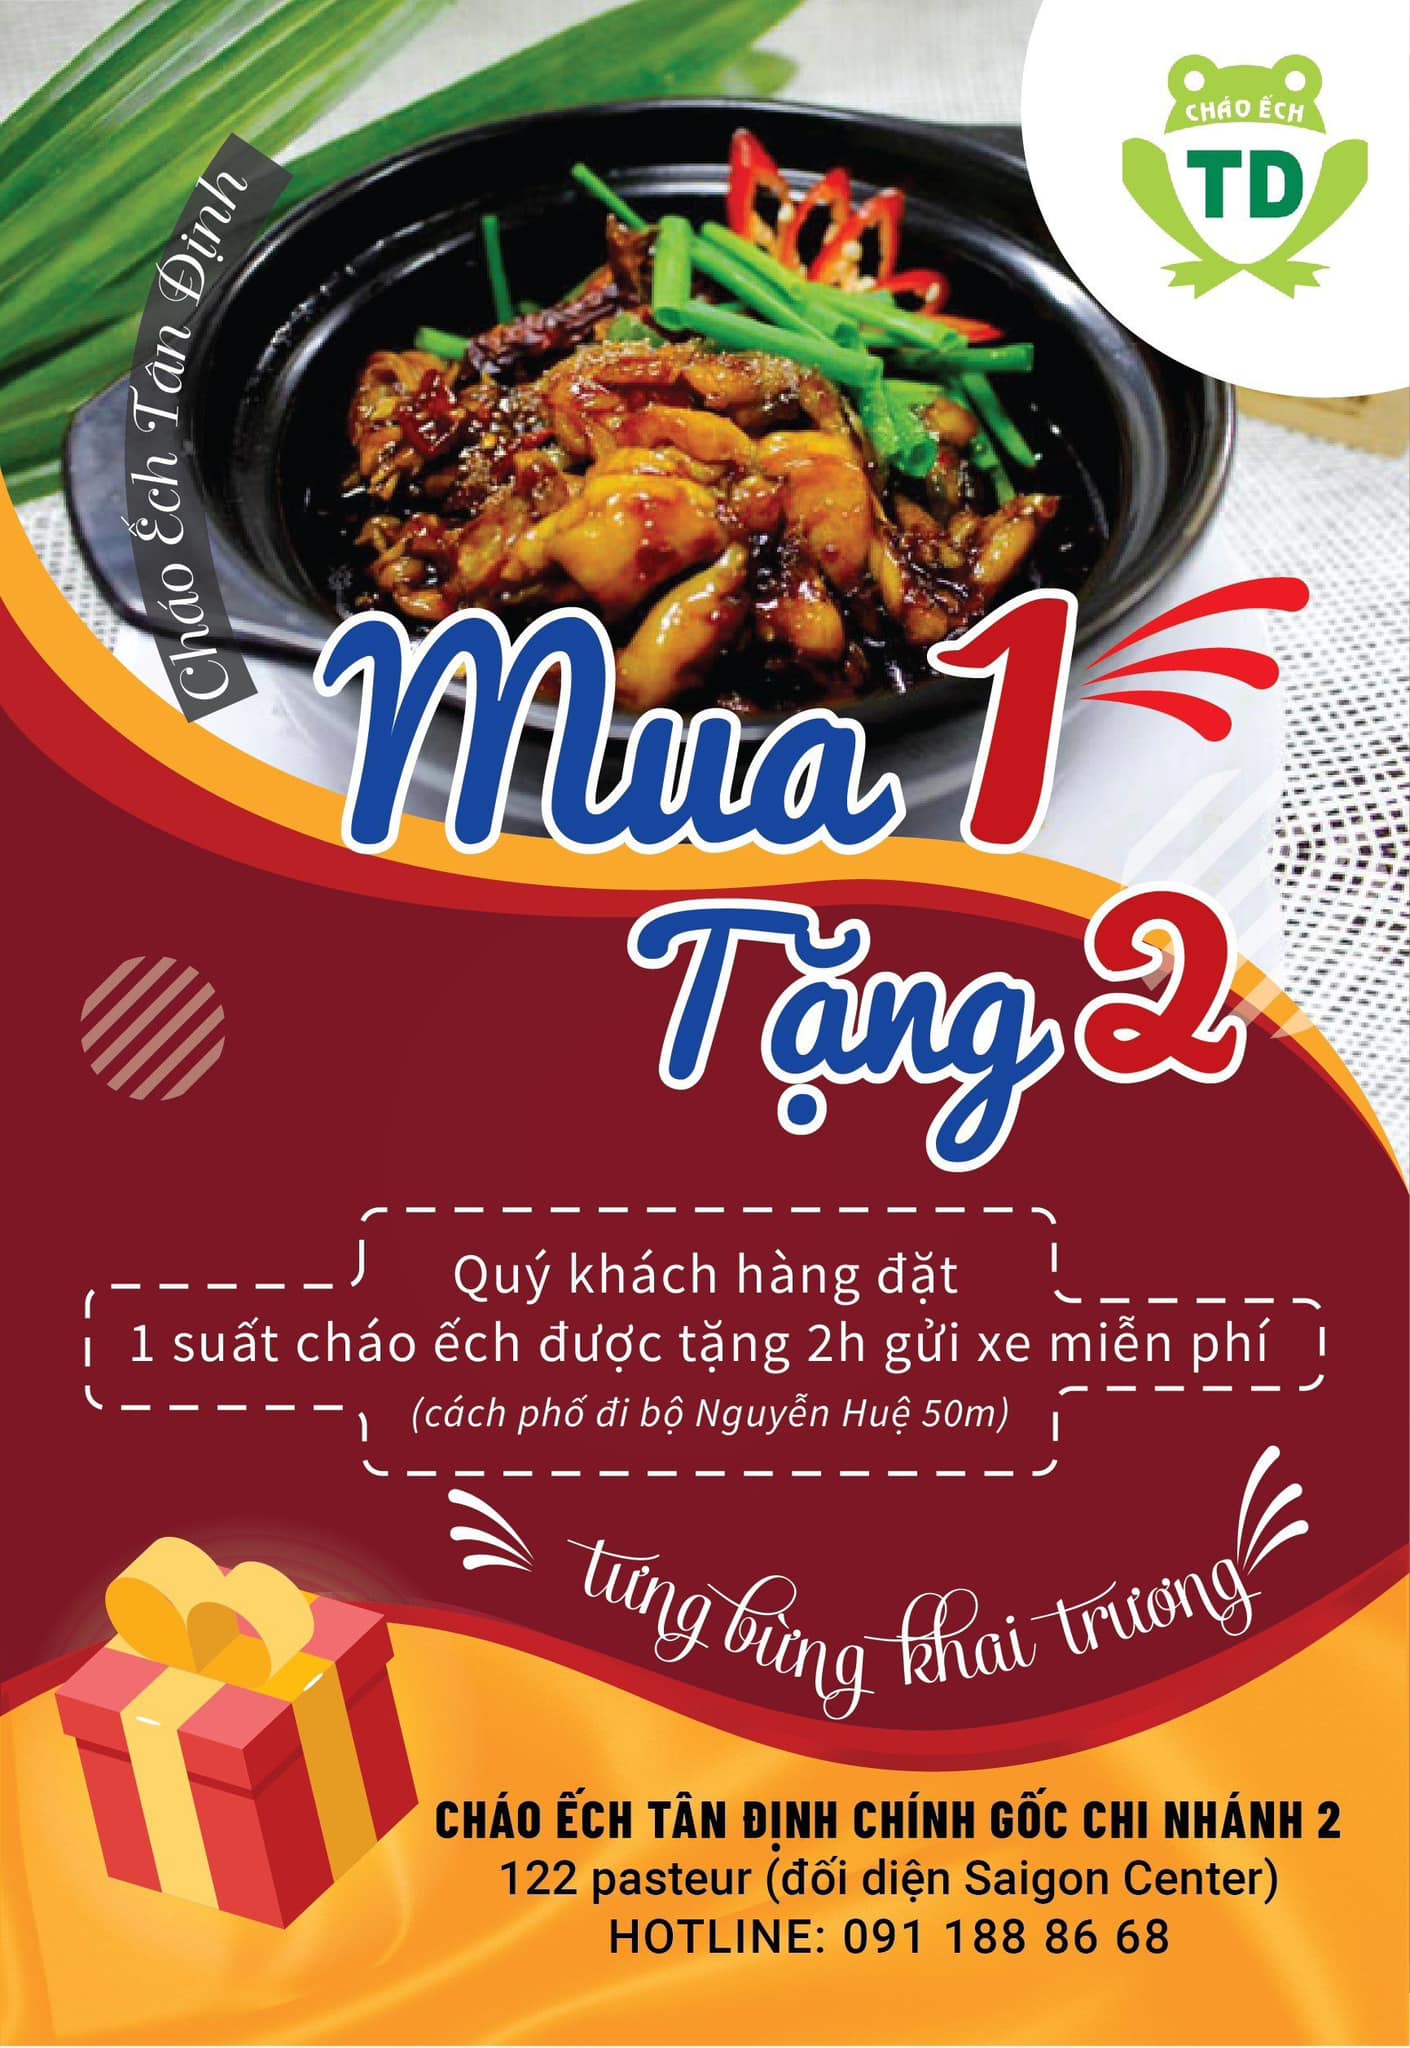 CHÁO ẾCH
TD
Cháo Ếch Tân Định
Mua 1
Tặng 2
Quý khách hàng đặt
1 suất cháo ếch được tặng 2h gửi xe miễn phí
(cách phố đi bộ Nguyễn Huệ 50m)
tưng bừng khai trương
CHÁO ẾCH TÂN ĐỊNH CHÍNH GỐC CHI NHÁNH 2
122 pasteur (đối diện Saigon Center)
HOTLINE: 091 188 86 68